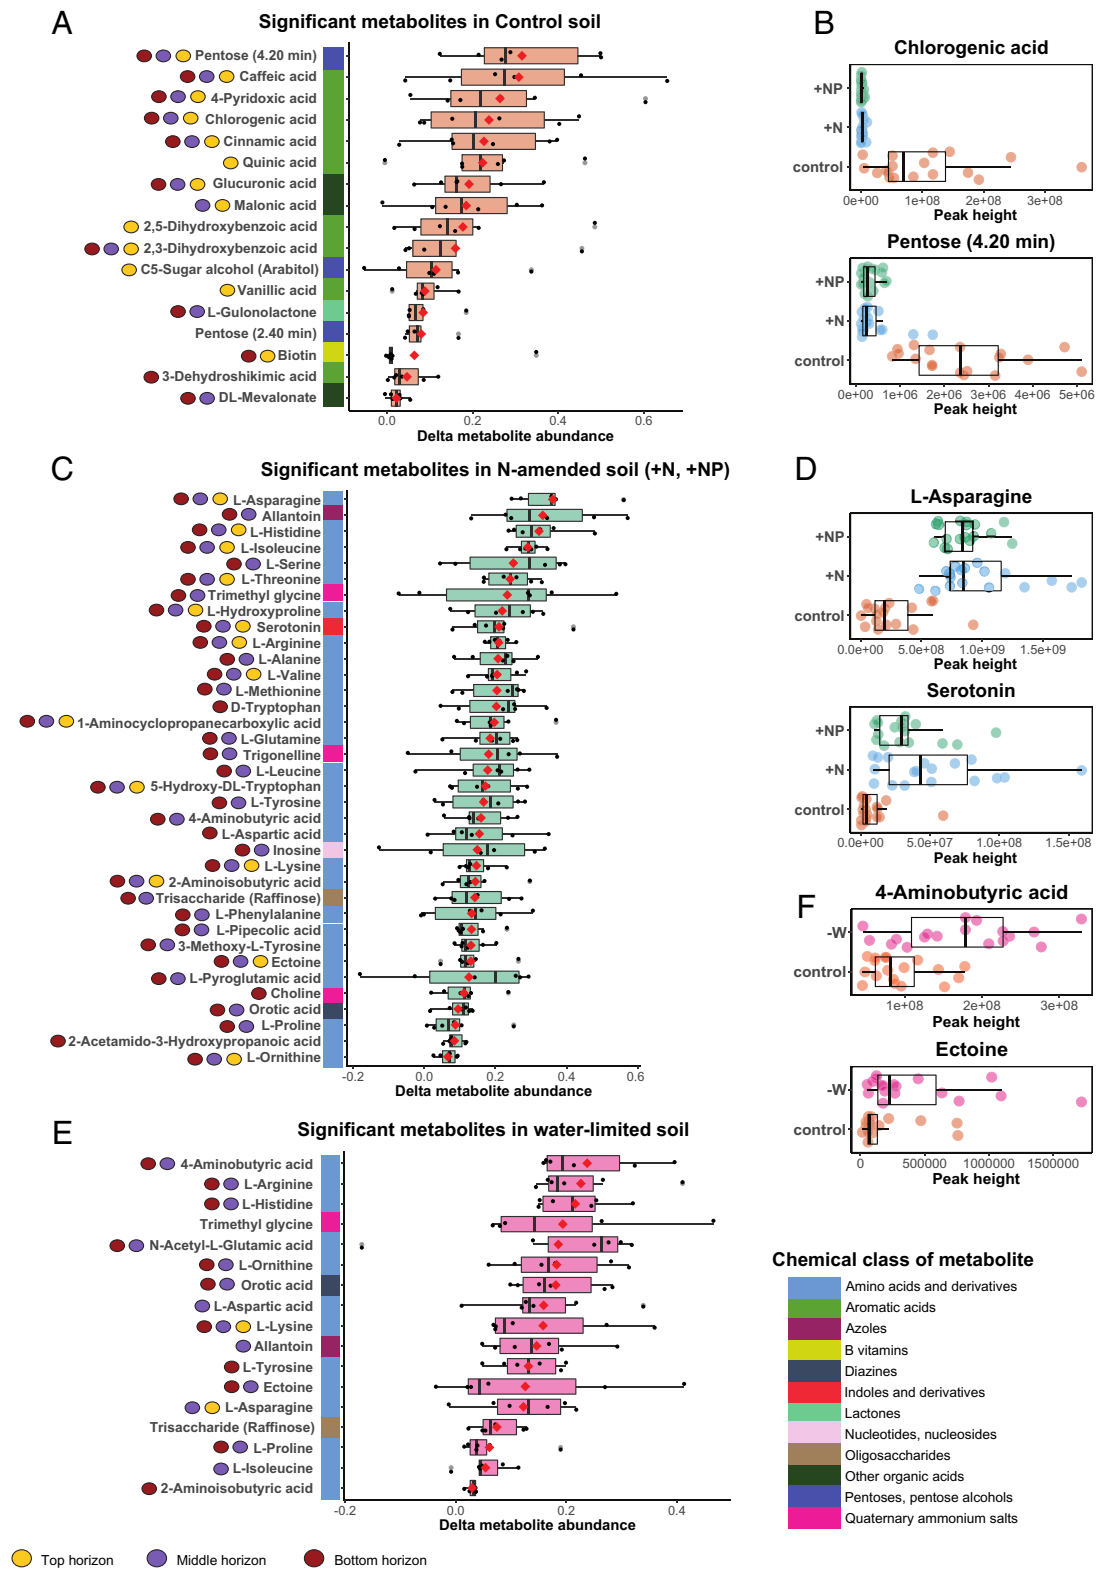 A
Significant metabolites in Control soil
Pentose (4.20 min)
Caffeic acid
4-Pyridoxic acid
Chlorogenic acid
Cinnamic acid
Quinic acid
Glucuronic acid
Malonic acid
2,5-Dihydroxybenzoic acid
2,3-Dihydroxybenzoic acid
C5-Sugar alcohol (Arabitol)
Vanillic acid
L-Gulonolactone
Pentose (2.40 min)
Biotin
3-Dehydroshikimic acid
DL-Mevalonate
0.0 0.2 0.4 0.6
Delta metabolite abundance
B
Chlorogenic acid
+NP
+N
control
0e+00 1e+08 2e+08 3e+08
Peak height
Pentose (4.20 min)
+NP
+N
control
0e+00 1e+06 2e+06 3e+06 4e+06 5e+06
Peak height
C
Significant metabolites in N-amended soil (+N, +NP)
L-Asparagine
Allantoin
L-Histidine
L-Isoleucine
L-Serine
L-Threonine
Trimethyl glycine
L-Hydroxyproline
Serotonin
L-Arginine
L-Alanine
L-Valine
L-Methionine
D-Tryptophan
1-Aminocyclopropanecarboxylic acid
L-Glutamine
Trigonelline
L-Leucine
5-Hydroxy-DL-Tryptophan
L-Tyrosine
4-Aminobutyric acid
L-Aspartic acid
Inosine
L-Lysine
2-Aminoisobutyric acid
Trisaccharide (Raffinose)
L-Phenylalanine
L-Pipecolic acid
3-Methoxy-L-Tyrosine
Ectoine
L-Pyroglutamic acid
Choline
Orotic acid
L-Proline
2-Acetamido-3-Hydroxypropanoic acid
L-Ornithine
-0.2 0.0 0.2 0.4 0.6
Delta metabolite abundance
D
L-Asparagine
+NP
+N
control
0.0e+00 5.0e+08 1.0e+09 1.5e+09
Peak height
Serotonin
+NP
+N
control
0.0e+00 5.0e+07 1.0e+08 1.5e+08
Peak height
E
Significant metabolites in water-limited soil
4-Aminobutyric acid
L-Arginine
L-Histidine
Trimethyl glycine
N-Acetyl-L-Glutamic acid
L-Ornithine
Orotic acid
L-Aspartic acid
L-Lysine
Allantoin
L-Tyrosine
Ectoine
L-Asparagine
Trisaccharide (Raffinose)
L-Proline
L-Isoleucine
2-Aminoisobutyric acid
-0.2 0.0 0.2 0.4
Delta metabolite abundance
F
4-Aminobutyric acid
-W
control
1e+08 2e+08 3e+08
Peak height
Ectoine
-W
control
0 500000 1000000 1500000
Peak height
Chemical class of metabolite
Amino acids and derivatives
Aromatic acids
Azoles
B vitamins
Diazines
Indoles and derivatives
Lactones
Nucleotides, nucleosides
Oligosaccharides
Other organic acids
Pentoses, pentose alcohols
Quaternary ammonium salts
Top horizon Middle horizon Bottom horizon